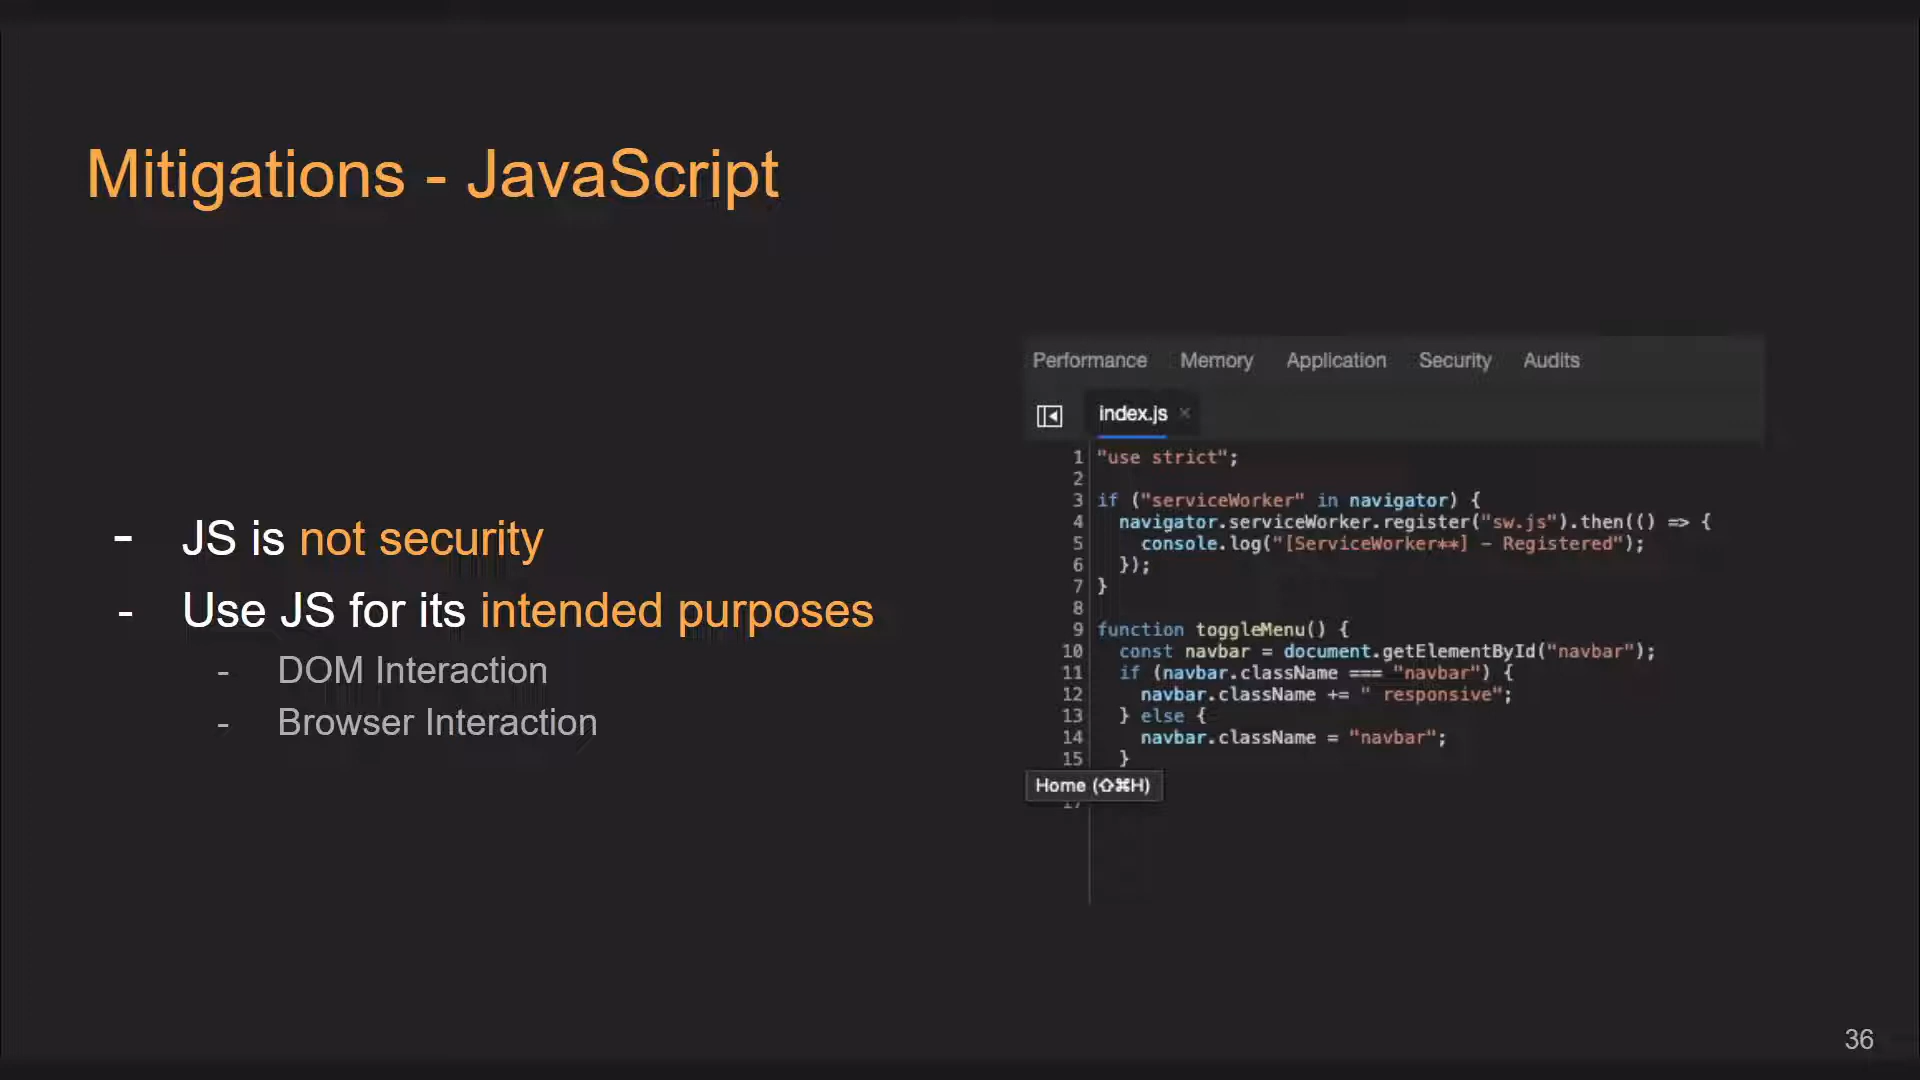 Mitigations - JavaScript
- JS is not security
- Use JS for its intended purposes
- DOM Interaction
- Browser Interaction
Performance Memory Application Security Audits
index.js ×
1 "use strict";
2
3 if ("serviceWorker" in navigator) {
4 navigator.serviceWorker.register("sw.js").then(() => {
5 console.log("[ServiceWorker**] - Registered");
6 });
7 }
8
9 function toggleMenu() {
10 const navbar = document.getElementById("navbar");
11 if (navbar.className === "navbar") {
12 navbar.className += " responsive";
13 } else {
14 navbar.className = "navbar";
15 }
Home (⇧⌘H)
17
36